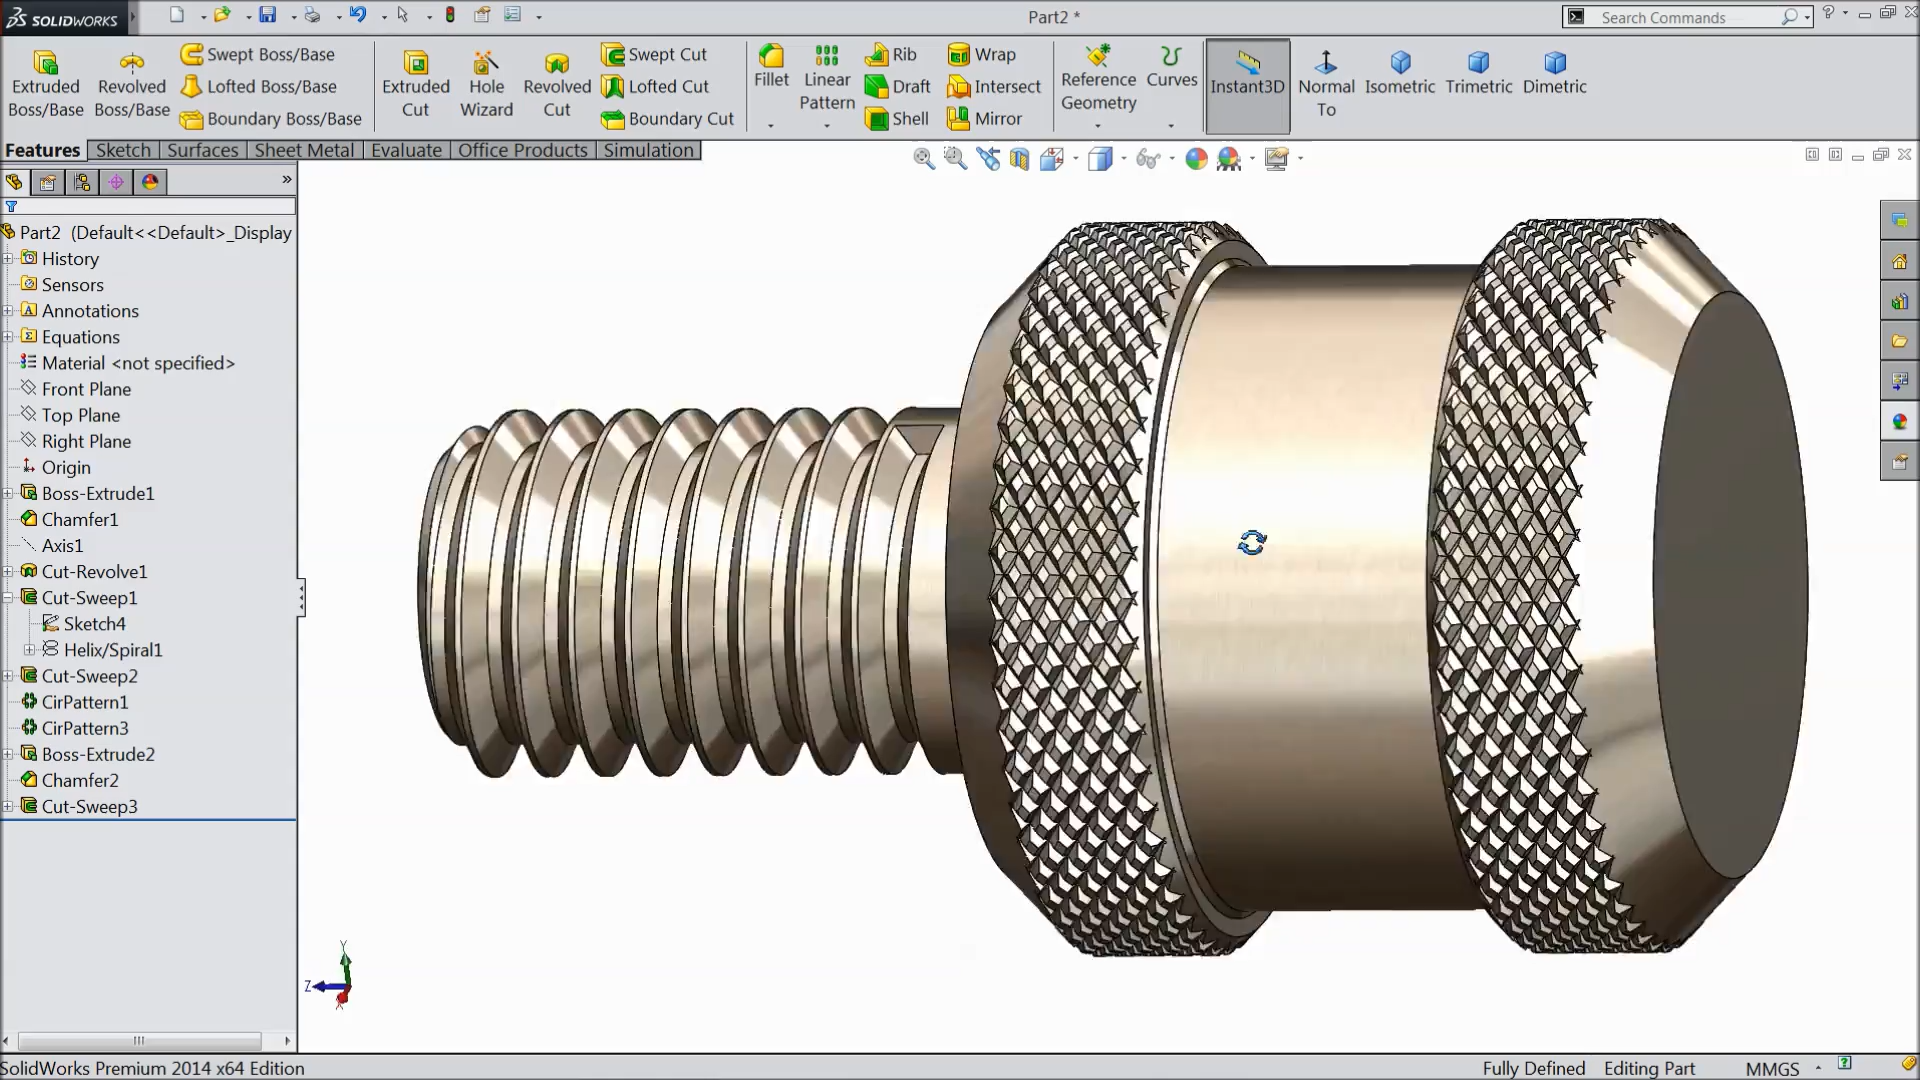 SOLIDWORKS
Part2 *
Search Commands
?
Extruded Boss/Base
Revolved Boss/Base
Swept Boss/Base
Lofted Boss/Base
Boundary Boss/Base
Extruded Cut
Hole Wizard
Revolved Cut
Swept Cut
Lofted Cut
Boundary Cut
Fillet
Linear Pattern
Rib
Draft
Shell
Wrap
Intersect
Mirror
Reference Geometry
Curves
Instant3D
Normal To
Isometric
Trimetric
Dimetric
Features
Sketch
Surfaces
Sheet Metal
Evaluate
Office Products
Simulation
»
Part2 (Default<<Default>_Display
History
Sensors
Annotations
Equations
Material <not specified>
Front Plane
Top Plane
Right Plane
Origin
Boss-Extrude1
Chamfer1
Axis1
Cut-Revolve1
Cut-Sweep1
Sketch4
Helix/Spiral1
Cut-Sweep2
CirPattern1
CirPattern3
Boss-Extrude2
Chamfer2
Cut-Sweep3
Y
Z
X
SolidWorks Premium 2014 x64 Edition
Fully Defined
Editing Part
MMGS
?